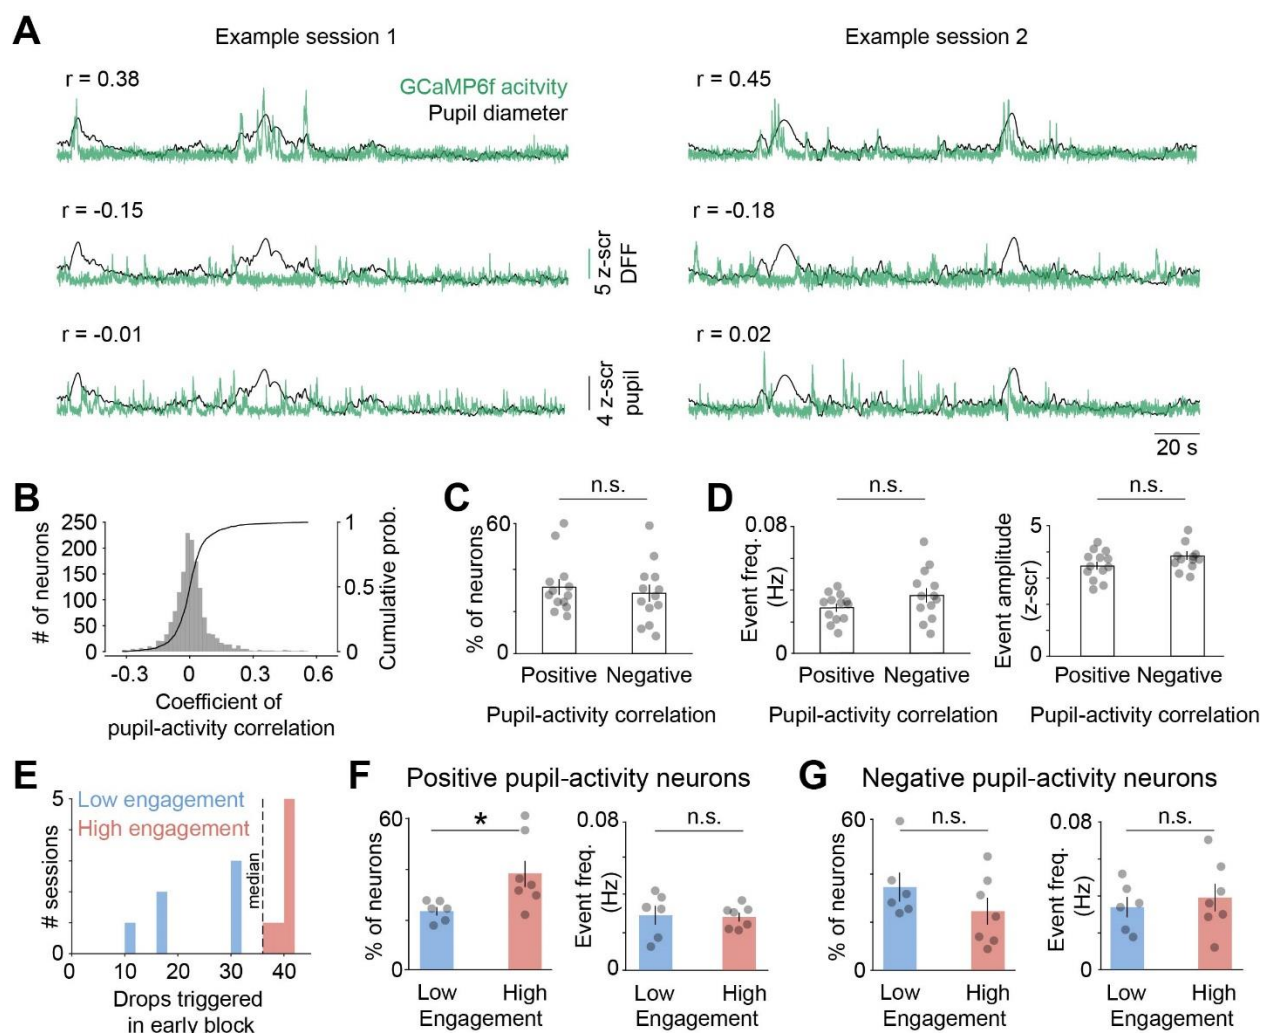 A
Example session 1
Example session 2
r = 0.38
GCaMP6f acitvity
Pupil diameter
r = 0.45
r = -0.15
r = -0.18
5 z-scr
DFF
r = -0.01
r = 0.02
4 z-scr
pupil
20 s
B
# of neurons
250
200
150
100
50
0
1
0.5
0
Cumulative prob.
-0.3 0 0.3 0.6
Coefficient of
pupil-activity correlation
C
n.s.
% of neurons
60
0
Positive Negative
Pupil-activity correlation
D
n.s.
Event freq.
(Hz)
0.08
0
Positive Negative
Pupil-activity correlation
n.s.
Event amplitude
(z-scr)
5
0
Positive Negative
Pupil-activity correlation
E
Low engagement
High engagement
# sessions
5
0
median
0 10 20 30 40
Drops triggered
in early block
F
Positive pupil-activity neurons
*
% of neurons
60
0
Low High
Engagement
n.s.
Event freq.
(Hz)
0.08
0
Low High
Engagement
G
Negative pupil-activity neurons
n.s.
% of neurons
60
0
Low High
Engagement
n.s.
Event freq.
(Hz)
0.08
0
Low High
Engagement